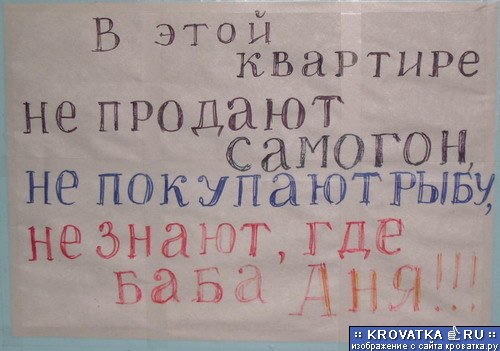 В этой
квартире
не продают
самогон,
не покупают рыбу,
не знают, где
баба Аня!!!
:: KROVATKA.RU ::
изображение с сайта кроватка.ру